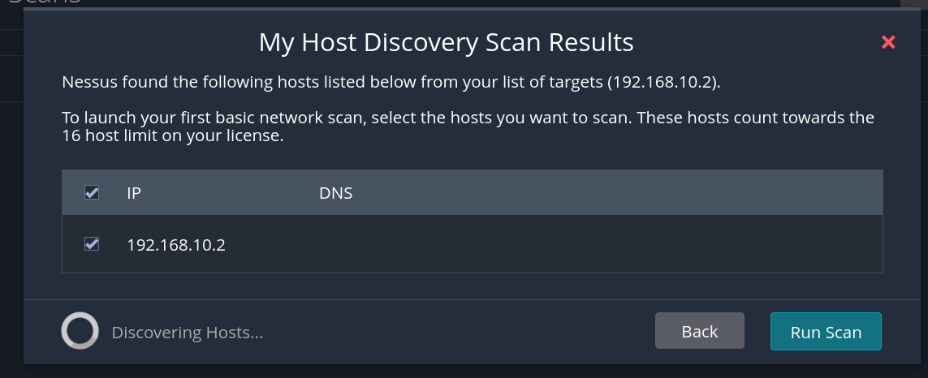 Scans
My Host Discovery Scan Results
Nessus found the following hosts listed below from your list of targets (192.168.10.2).
To launch your first basic network scan, select the hosts you want to scan. These hosts count towards the
16 host limit on your license.
IP DNS
192.168.10.2
Discovering Hosts...
Back
Run Scan